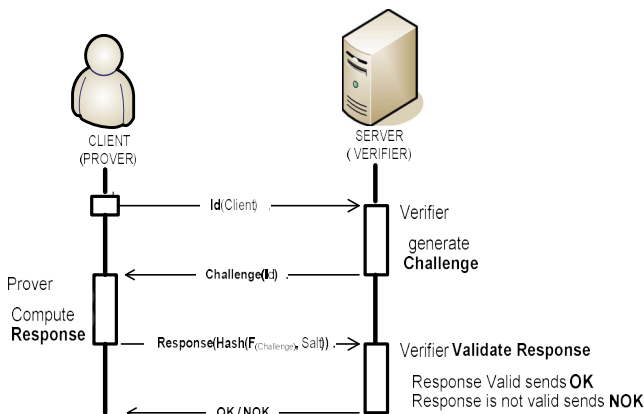 CLIENT
(PROVER)
SERVER
(VERIFIER)
Id(Client)
Verifier
generate
Challenge
Challenge(Id)
Prover
Compute
Response
Response(Hash(F(Challenge), Salt))
Verifier Validate Response
Response Valid sends OK
Response is not valid sends NOK
OK / NOK